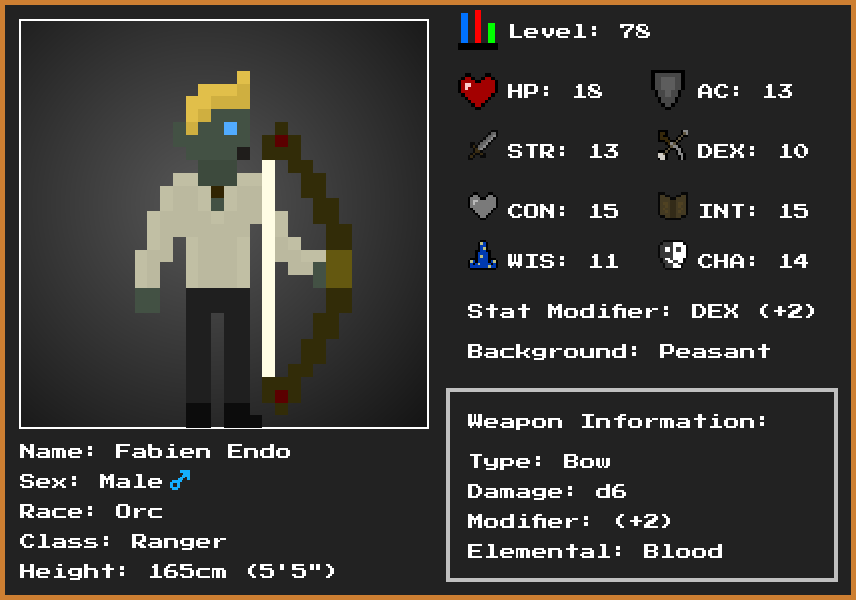 Level: 78
HP: 18 AC: 13
STR: 13 DEX: 10
CON: 15 INT: 15
WIS: 11 CHA: 14
Stat Modifier: DEX (+2)
Background: Peasant
Weapon Information:
Type: Bow
Damage: d6
Modifier: (+2)
Elemental: Blood
Name: Fabien Endo
Sex: Male ♂
Race: Orc
Class: Ranger
Height: 165cm (5'5")